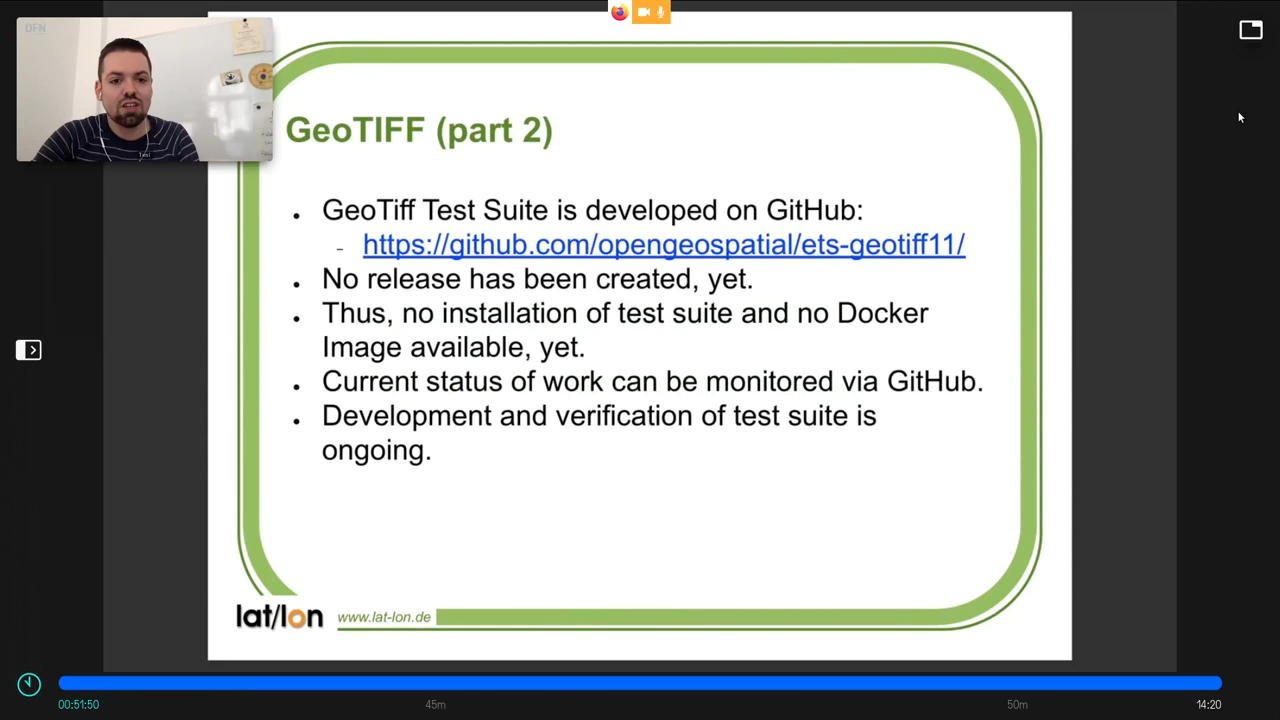 DFN
GeoTIFF (part 2)
• GeoTiff Test Suite is developed on GitHub:
- https://github.com/opengeospatial/ets-geotiff11/
• No release has been created, yet.
• Thus, no installation of test suite and no Docker
Image available, yet.
• Current status of work can be monitored via GitHub.
• Development and verification of test suite is
ongoing.
lat/lon
www.lat-lon.de
00:51:50
45m
50m
14:20